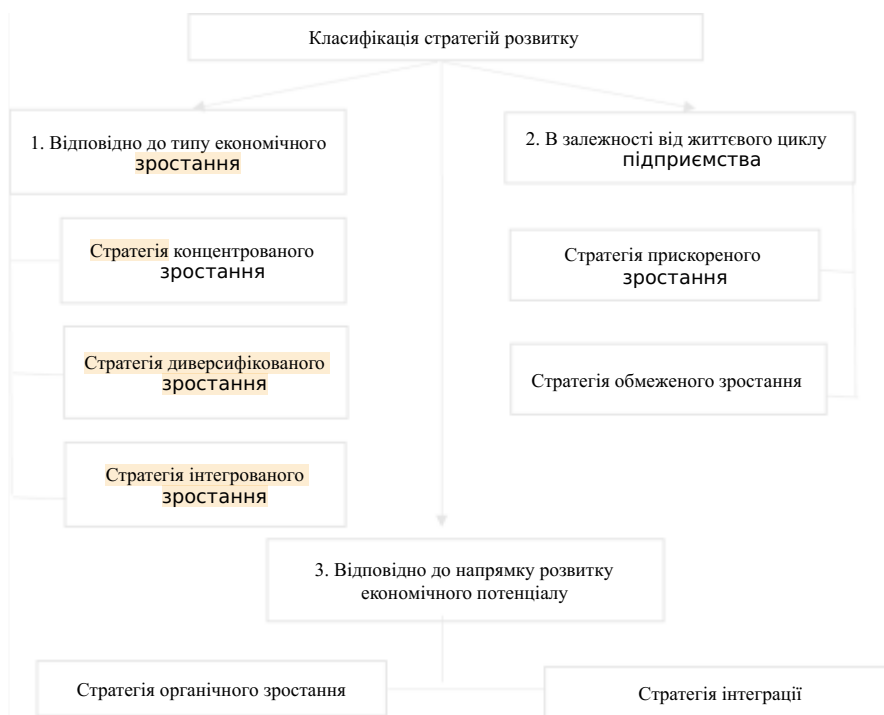 Класифікація стратегій розвитку
1. Відповідно до типу економічного
зростання
Стратегія концентрованого
зростання
Стратегія диверсифікованого
зростання
Стратегія інтегрованого
зростання
2. В залежності від життєвого циклу
підприємства
Стратегія прискореного
зростання
Стратегія обмеженого зростання
3. Відповідно до напрямку розвитку
економічного потенціалу
Стратегія органічного зростання
Стратегія інтеграції